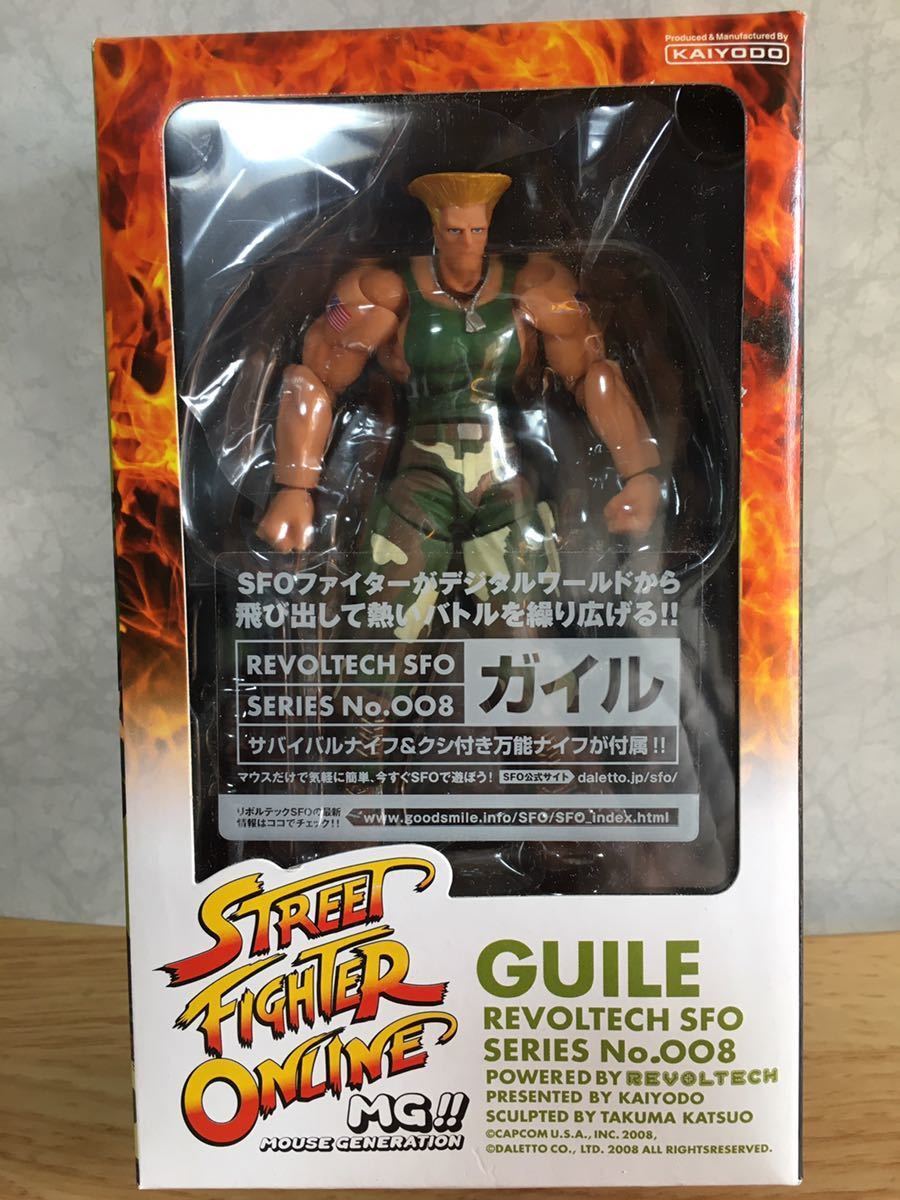 Produced & Manufactured By
KAIYODO
SFOファイターがデジタルワールドから
飛び出して熱いバトルを繰り広げる!!
REVOLTECH SFO
SERIES No.008
ガイル
サバイバルナイフ&クシ付き万能ナイフが付属!!
マウスだけで気軽に簡単、今すぐSFOで遊ぼう! SFO公式サイト daletto.jp/sfo/
リボルテックSFOの最新
情報はココでチェック!!
www.goodsmile.info/SFO/SFO_index.html
STREET
FIGHTER
ONLINE
MG!!
MOUSE GENERATION
GUILE
REVOLTECH SFO
SERIES No.008
POWERED BY REVOLTECH
PRESENTED BY KAIYODO
SCULPTED BY TAKUMA KATSUO
©CAPCOM U.S.A., INC. 2008,
©DALETTO CO., LTD. 2008 ALL RIGHTSRESERVED.